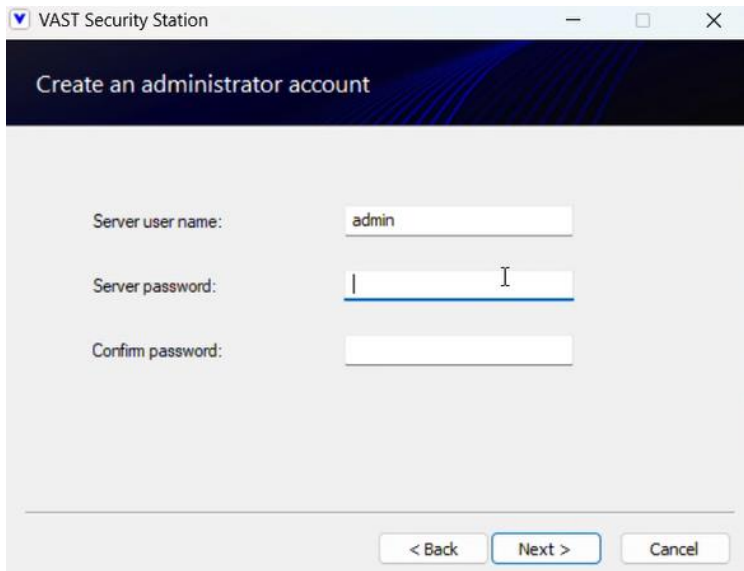 VAST Security Station
Create an administrator account
Server user name: admin
Server password:
Confirm password:
< Back Next > Cancel